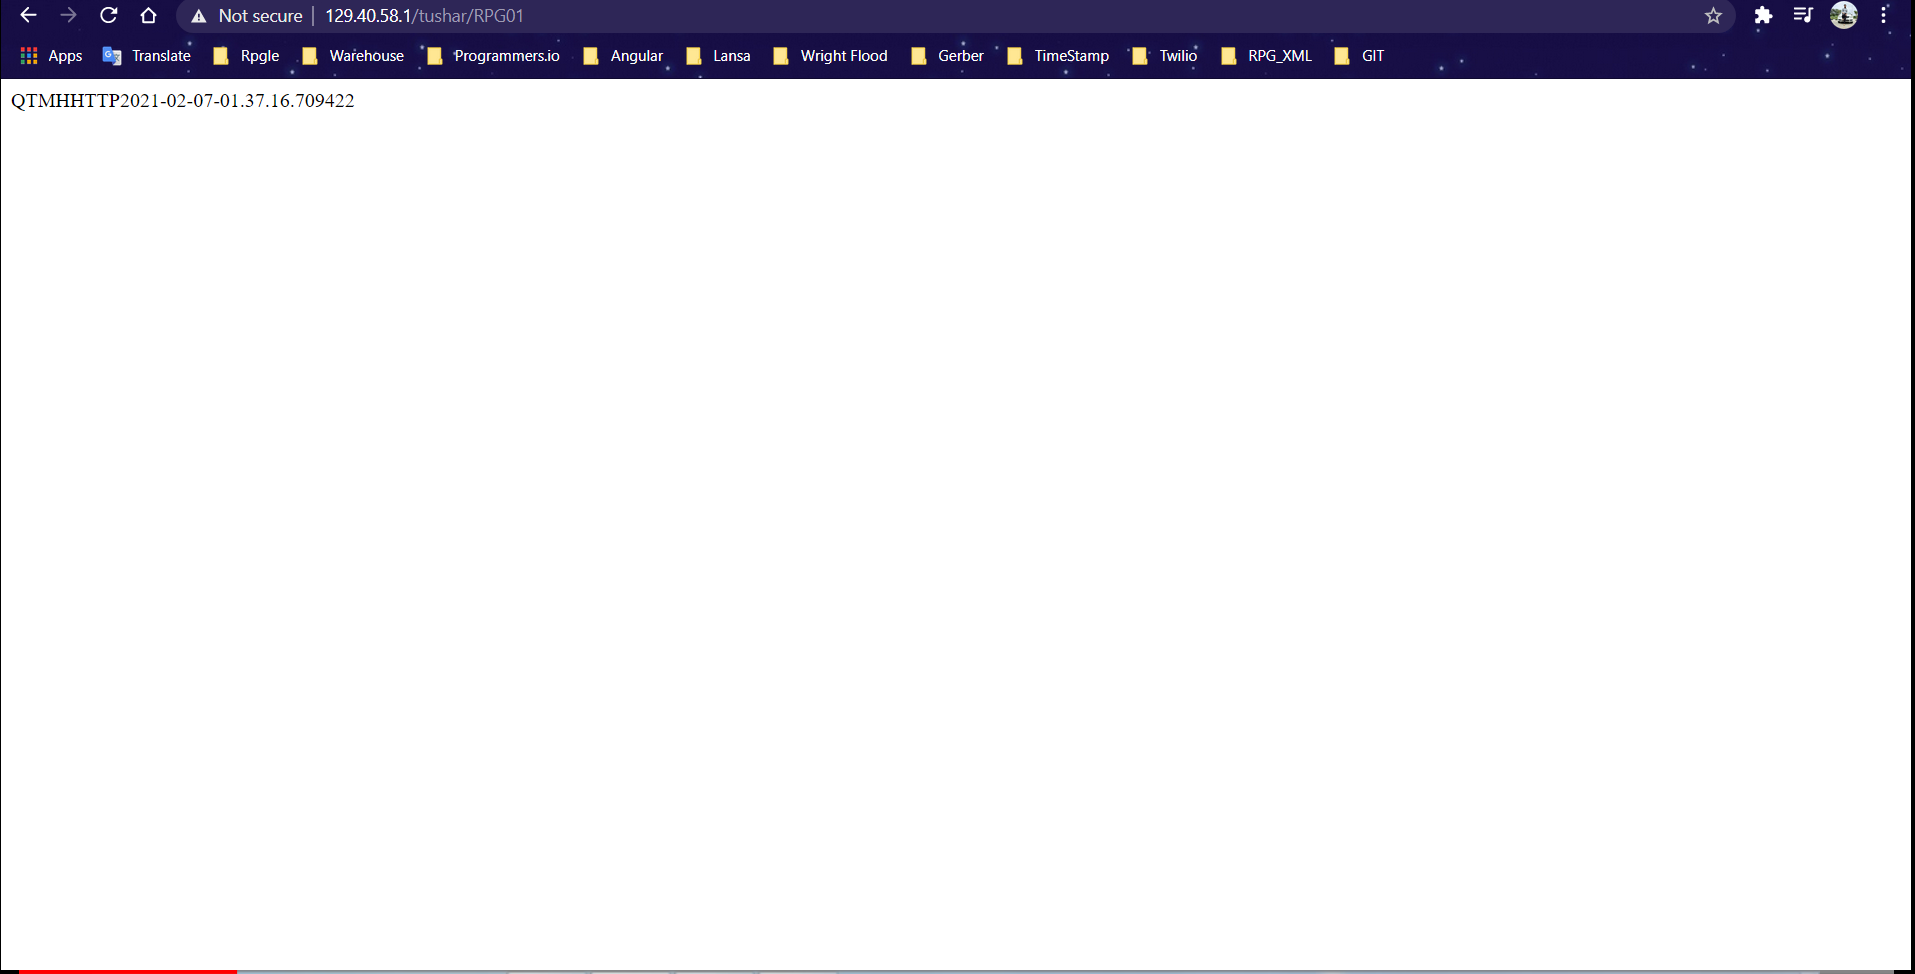 Not secure | 129.40.58.1/tushar/RPG01
Apps Translate Rpgle Warehouse Programmers.io Angular Lansa Wright Flood Gerber TimeStamp Twilio RPG_XML GIT
QTMHHTTP2021-02-07-01.37.16.709422